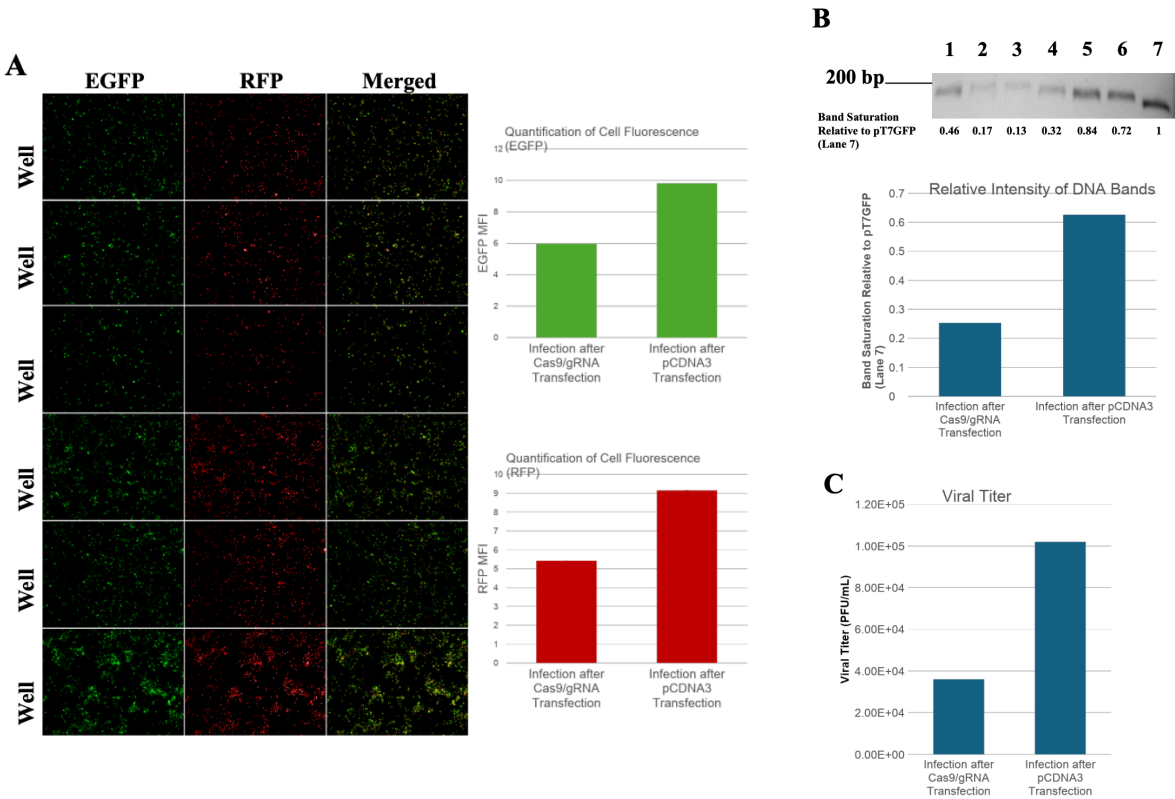 A
EGFP RFP Merged
Well
Well
Well
Well
Well
Well
Quantification of Cell Fluorescence
(EGFP)
12
10
8
6
4
2
0
EGFP MFI
Infection after
Cas9/gRNA
Transfection
Infection after
pCDNA3
Transfection
Quantification of Cell Fluorescence
(RFP)
10
9
8
7
6
5
4
3
2
1
0
RFP MFI
Infection after
Cas9/gRNA
Transfection
Infection after
pCDNA3
Transfection
B
1 2 3 4 5 6 7
200 bp
Band Saturation
Relative to pT7GFP
(Lane 7)
0.46 0.17 0.13 0.32 0.84 0.72 1
Relative Intensity of DNA Bands
0.7
0.6
0.5
0.4
0.3
0.2
0.1
0
Band Saturation Relative to pT7GFP
(Lane 7)
Infection after
Cas9/gRNA
Transfection
Infection after pCDNA3
Transfection
C
Viral Titer
1.20E+05
1.00E+05
8.00E+04
6.00E+04
4.00E+04
2.00E+04
0.00E+00
Viral Titer (PFU/mL)
Infection after
Cas9/gRNA
Transfection
Infection after
pCDNA3
Transfection